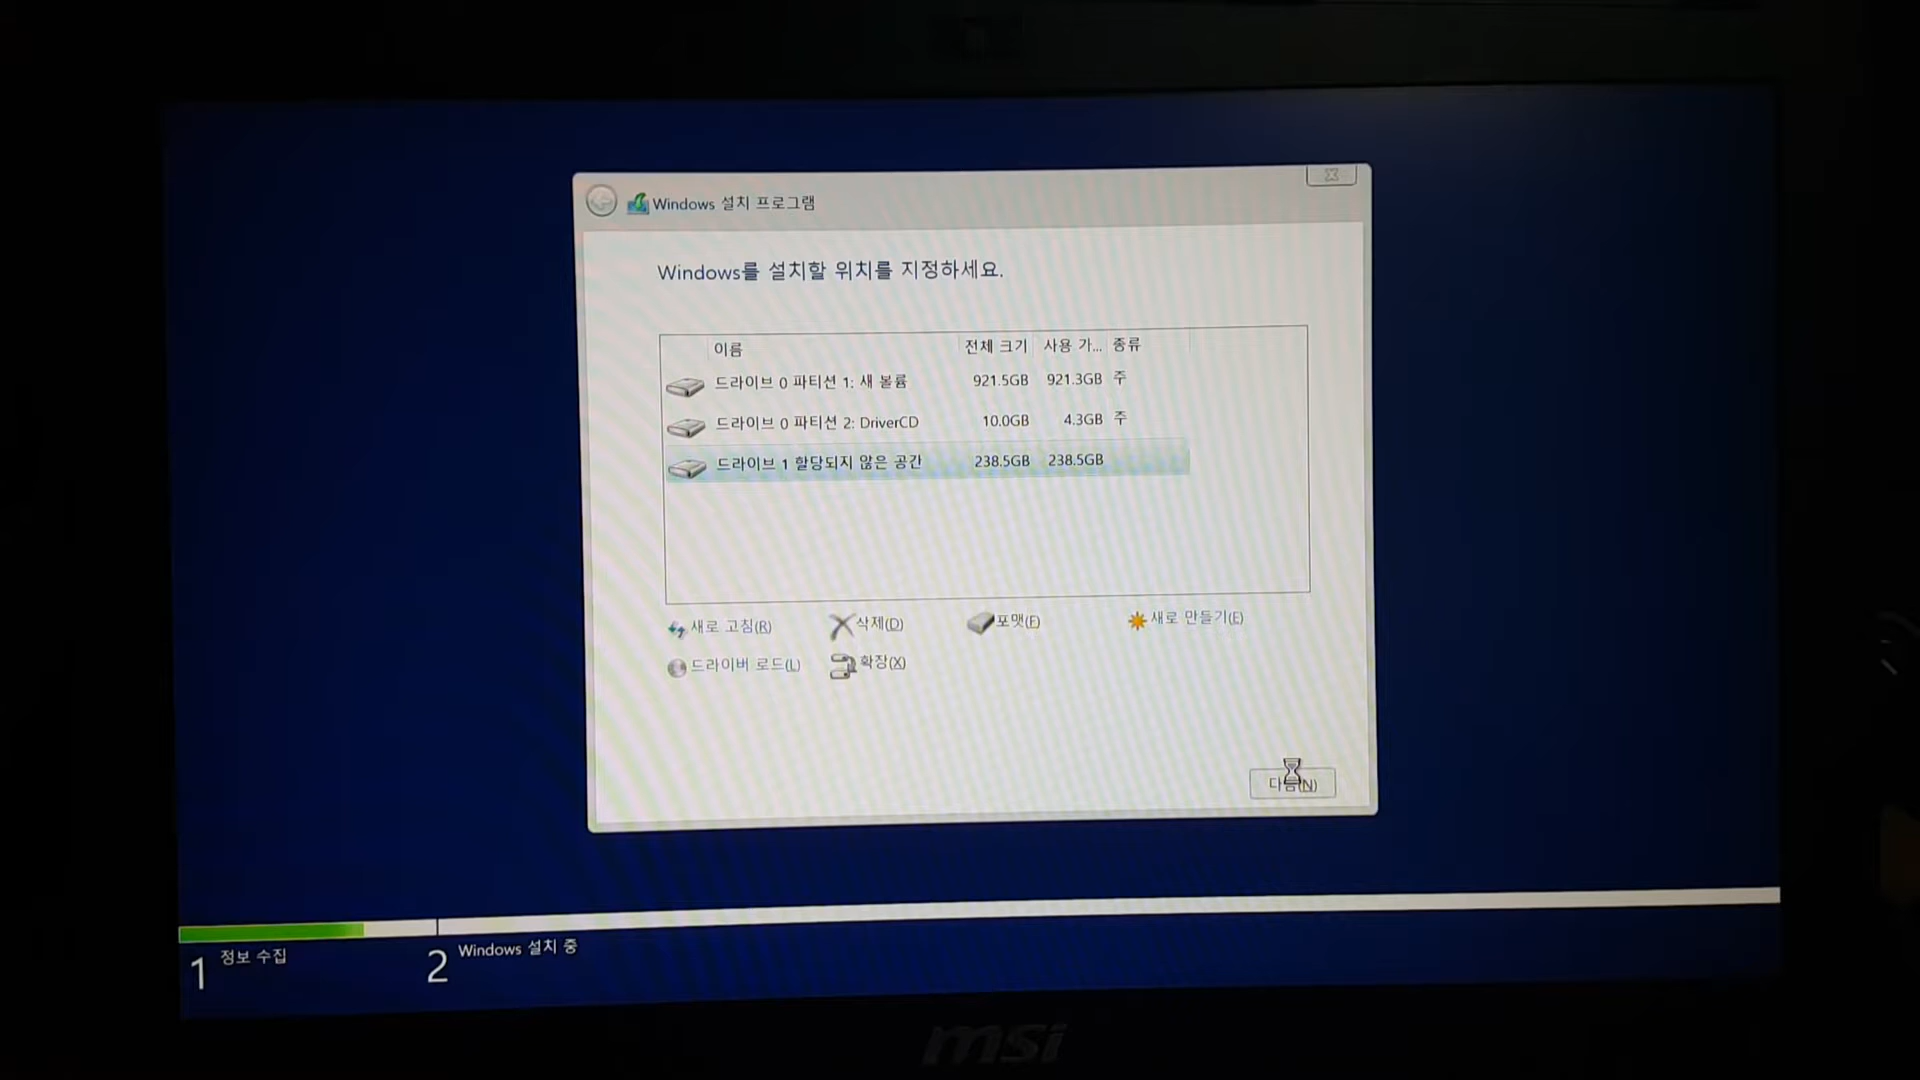 Windows 설치 프로그램
Windows를 설치할 위치를 지정하세요.
이름 전체 크기 사용 가... 종류
드라이브 0 파티션 1: 새 볼륨 921.5GB 921.3GB 주
드라이브 0 파티션 2: DriverCD 10.0GB 4.3GB 주
드라이브 1 할당되지 않은 공간 238.5GB 238.5GB
새로 고침(R) 삭제(D) 포맷(F) 새로 만들기(E)
드라이버 로드(L) 확장(X)
다음(N)
1 정보 수집 2 Windows 설치 중
msi